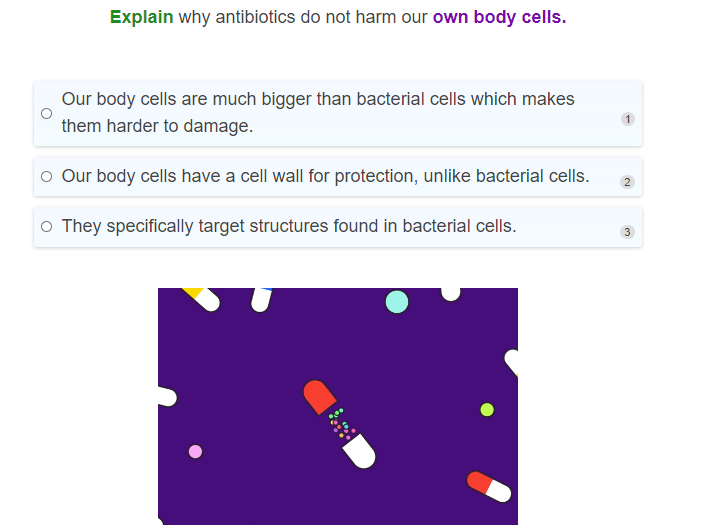 Explain why antibiotics do not harm our own body cells.
Our body cells are much bigger than bacterial cells which makes
them harder to damage.
1
Our body cells have a cell wall for protection, unlike bacterial cells.
2
They specifically target structures found in bacterial cells.
3